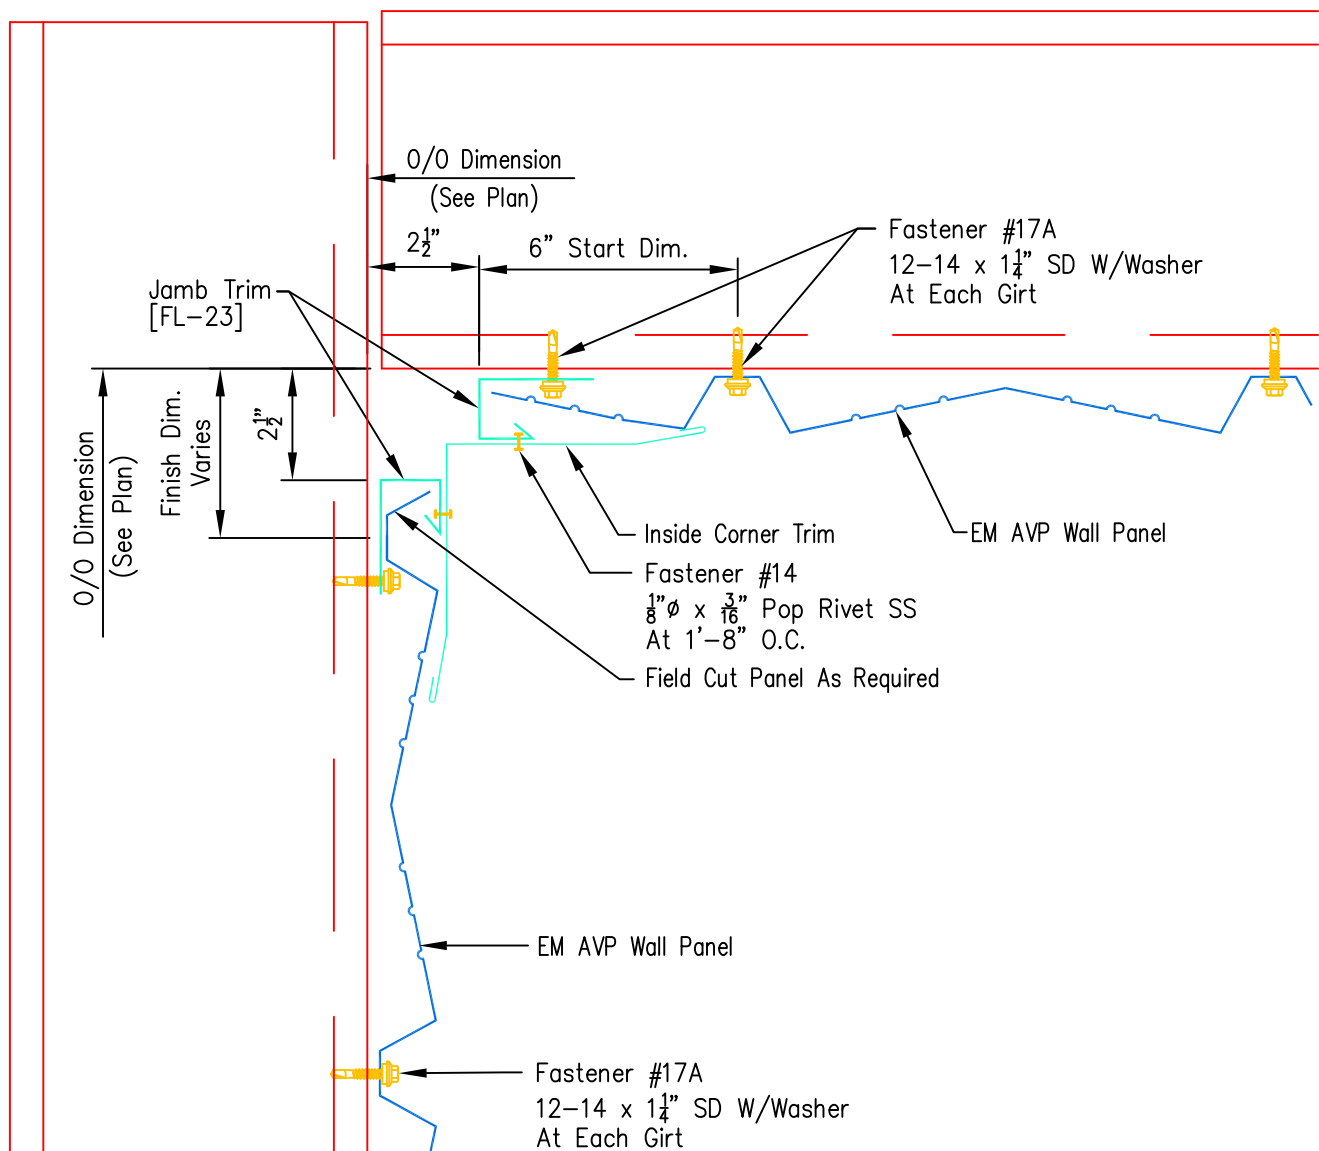 O/O Dimension
(See Plan)
2½"
6" Start Dim.
Fastener #17A
12-14 x 1¼" SD W/Washer
At Each Girt
Jamb Trim
[FL-23]
O/O Dimension
(See Plan)
Finish Dim.
Varies
2½"
Inside Corner Trim
EM AVP Wall Panel
Fastener #14
⅛"ø x 3/16" Pop Rivet SS
At 1'-8" O.C.
Field Cut Panel As Required
EM AVP Wall Panel
Fastener #17A
12-14 x 1¼" SD W/Washer
At Each Girt